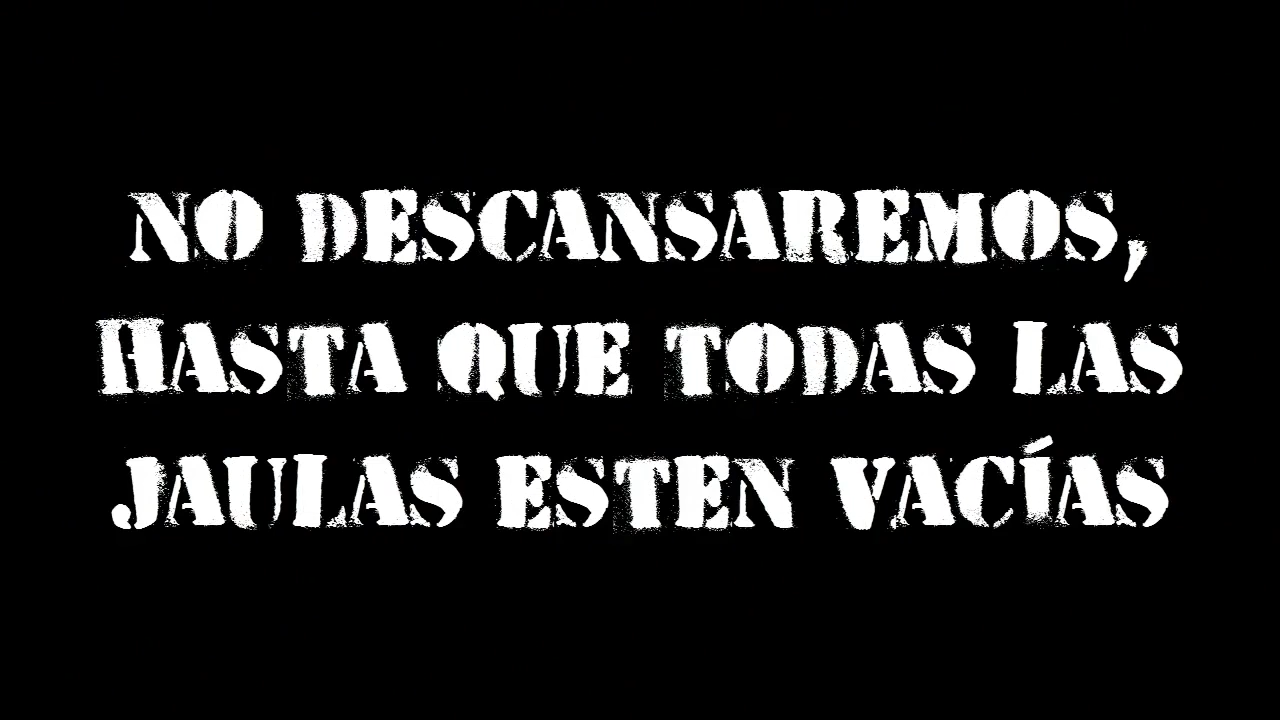 NO DESCANSAREMOS,
HASTA QUE TODAS LAS
JAULAS ESTEN VACÍAS